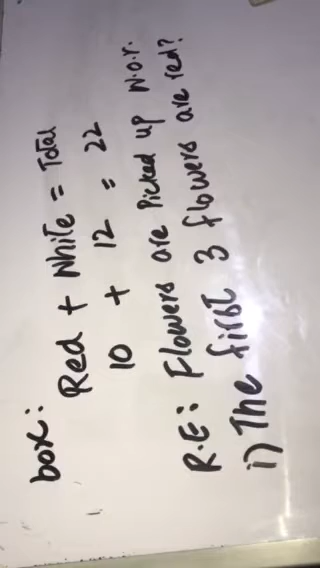 box:
Red + White = Total
10 + 12 = 22
R.E: Flowers are Picked up W.O.r.
i) The first 3 flowers are red?